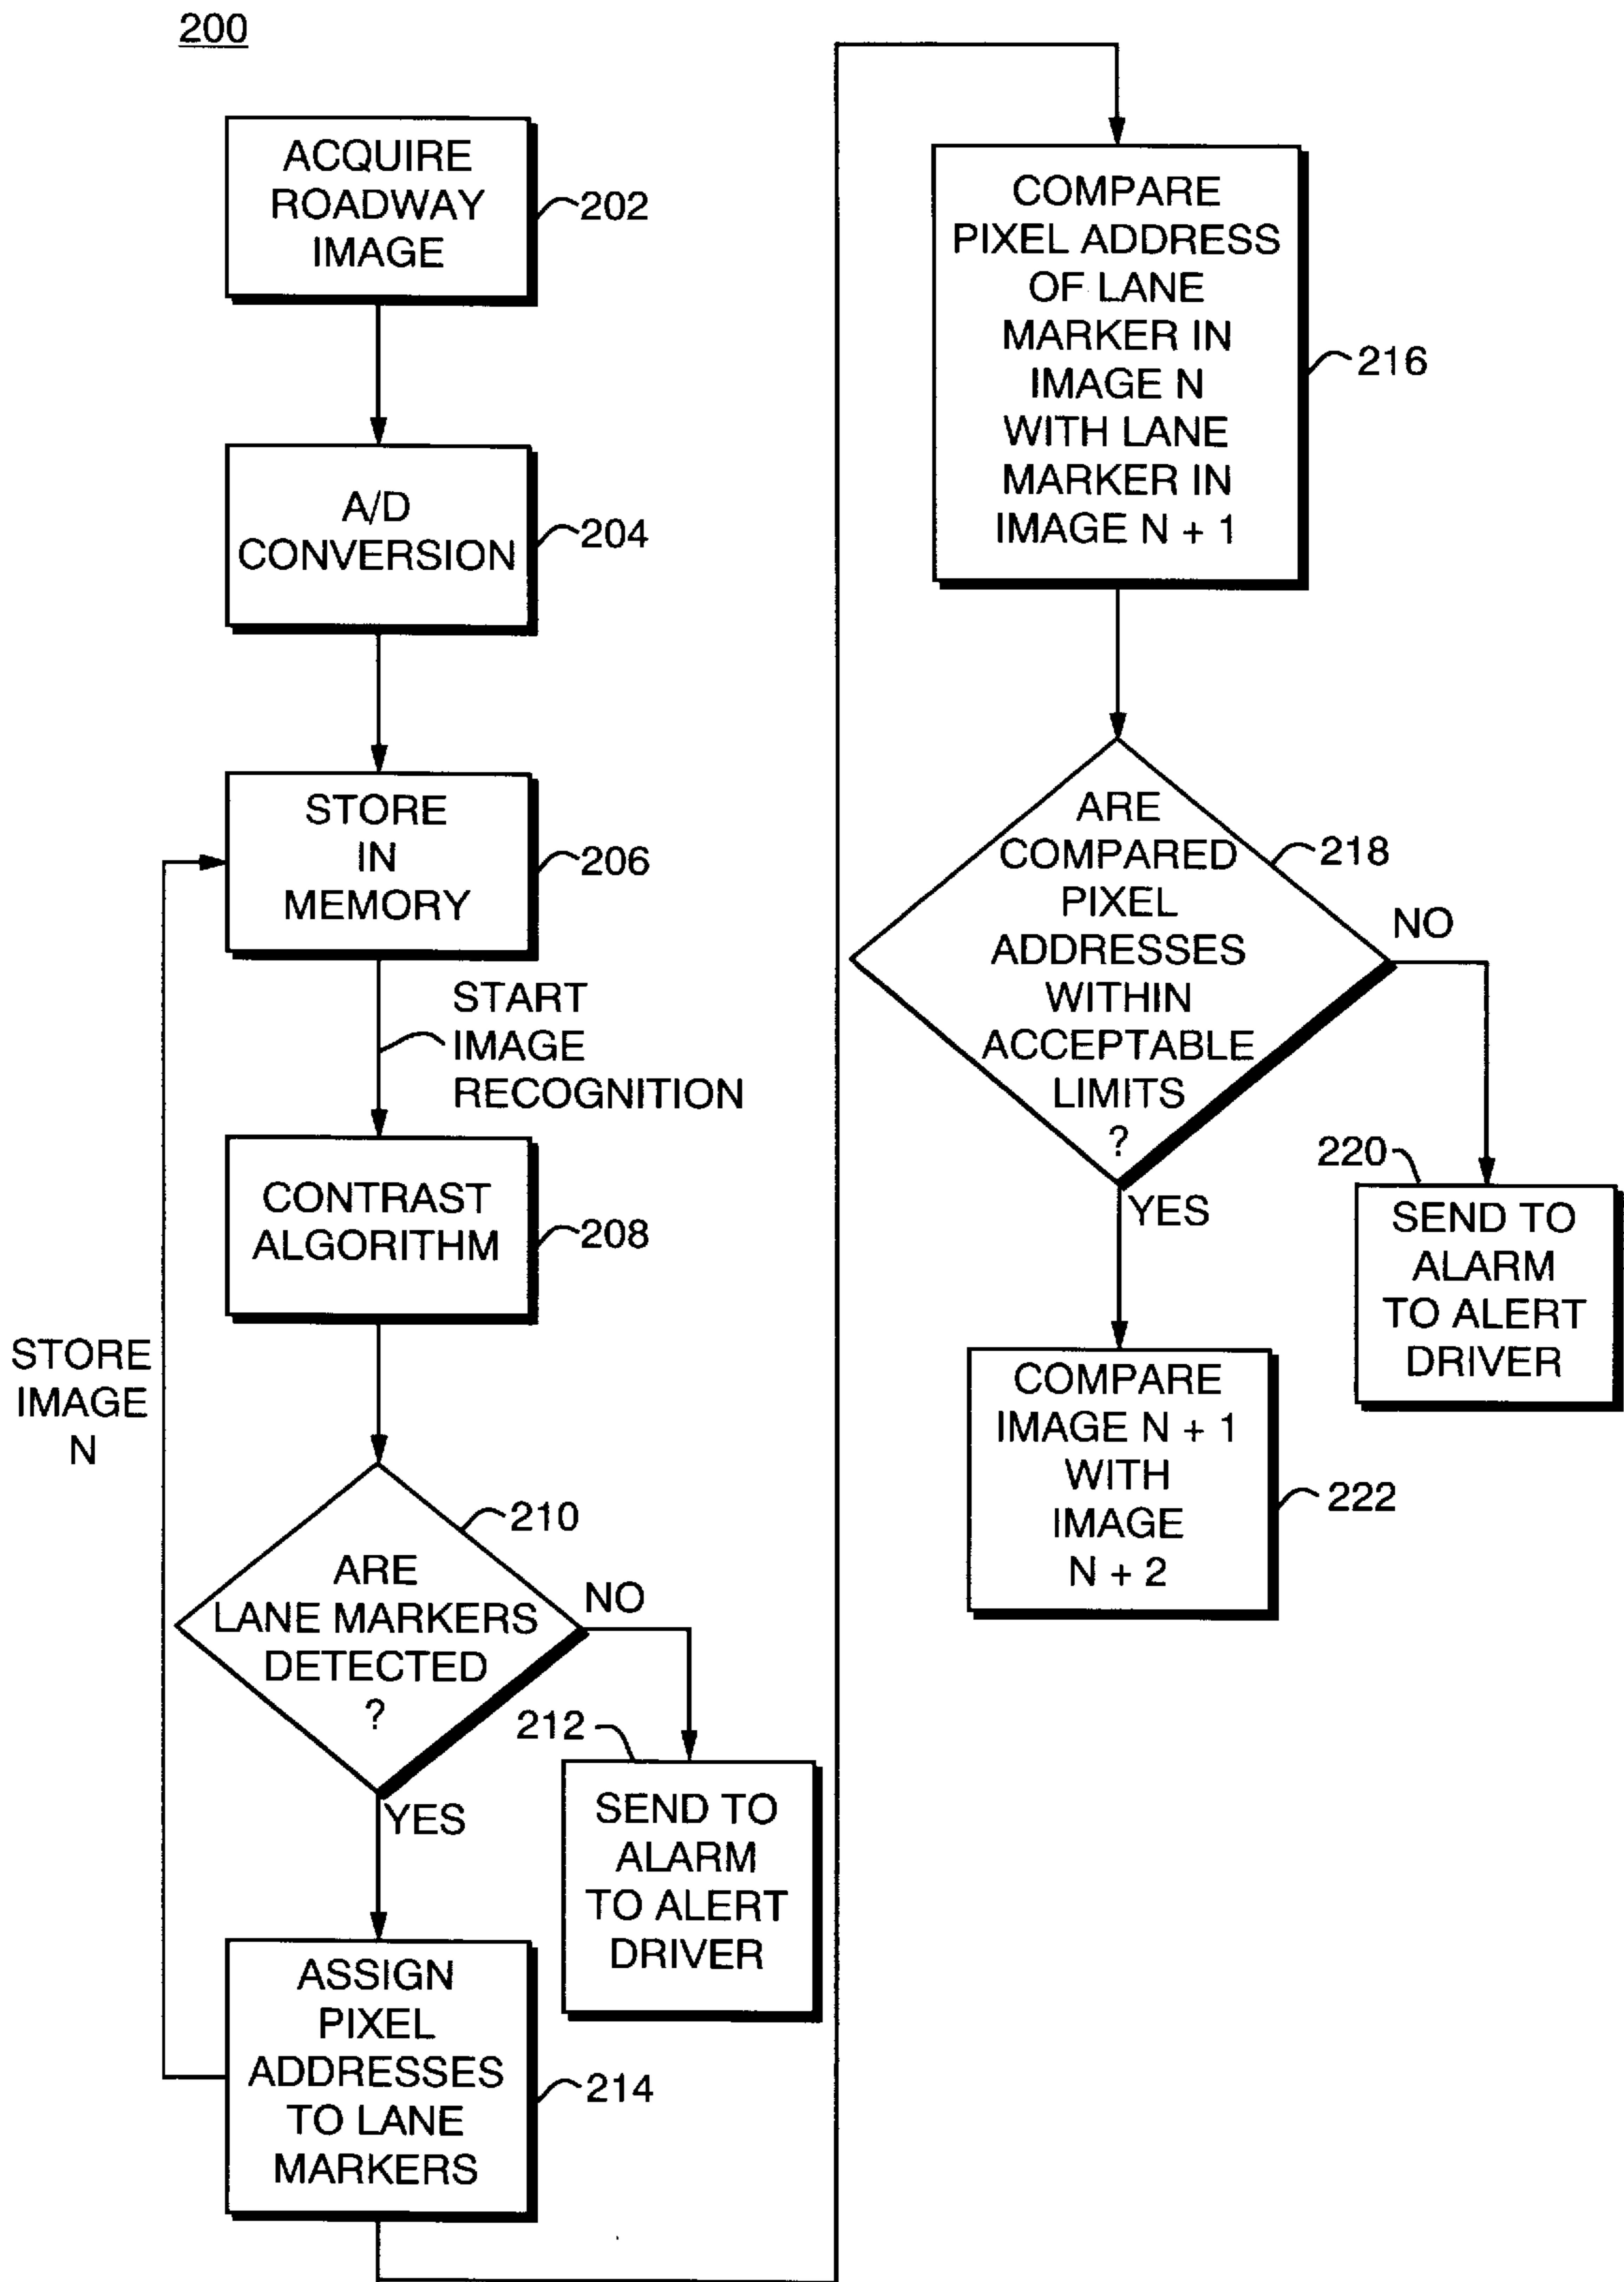 200
ACQUIRE
ROADWAY
IMAGE
202
A/D
CONVERSION
204
STORE
IN
MEMORY
206
START
IMAGE
RECOGNITION
CONTRAST
ALGORITHM
208
STORE
IMAGE
N
210
ARE
LANE MARKERS
DETECTED
?
NO
YES
212
SEND TO
ALARM
TO ALERT
DRIVER
ASSIGN
PIXEL
ADDRESSES
TO LANE
MARKERS
214
COMPARE
PIXEL ADDRESS
OF LANE
MARKER IN
IMAGE N
WITH LANE
MARKER IN
IMAGE N + 1
216
ARE
COMPARED
PIXEL
ADDRESSES
WITHIN
ACCEPTABLE
LIMITS
?
218
NO
YES
220
SEND TO
ALARM
TO ALERT
DRIVER
COMPARE
IMAGE N + 1
WITH
IMAGE
N + 2
222